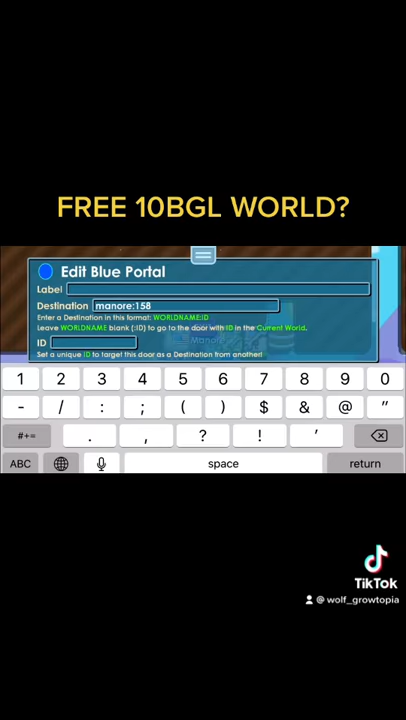 FREE 10BGL WORLD?
Edit Blue Portal
Label
Destination manore:158
Enter a Destination in this format: WORLDNAME:ID
Leave WORLDNAME blank (:ID) to go to the door with ID in the Current World.
ID
Set a unique ID to target this door as a Destination from another!
1 2 3 4 5 6 7 8 9 0
- / : ; ( ) $ & @ "
#+= . , ? ! '
ABC space return
TikTok
@ wolf_growtopia